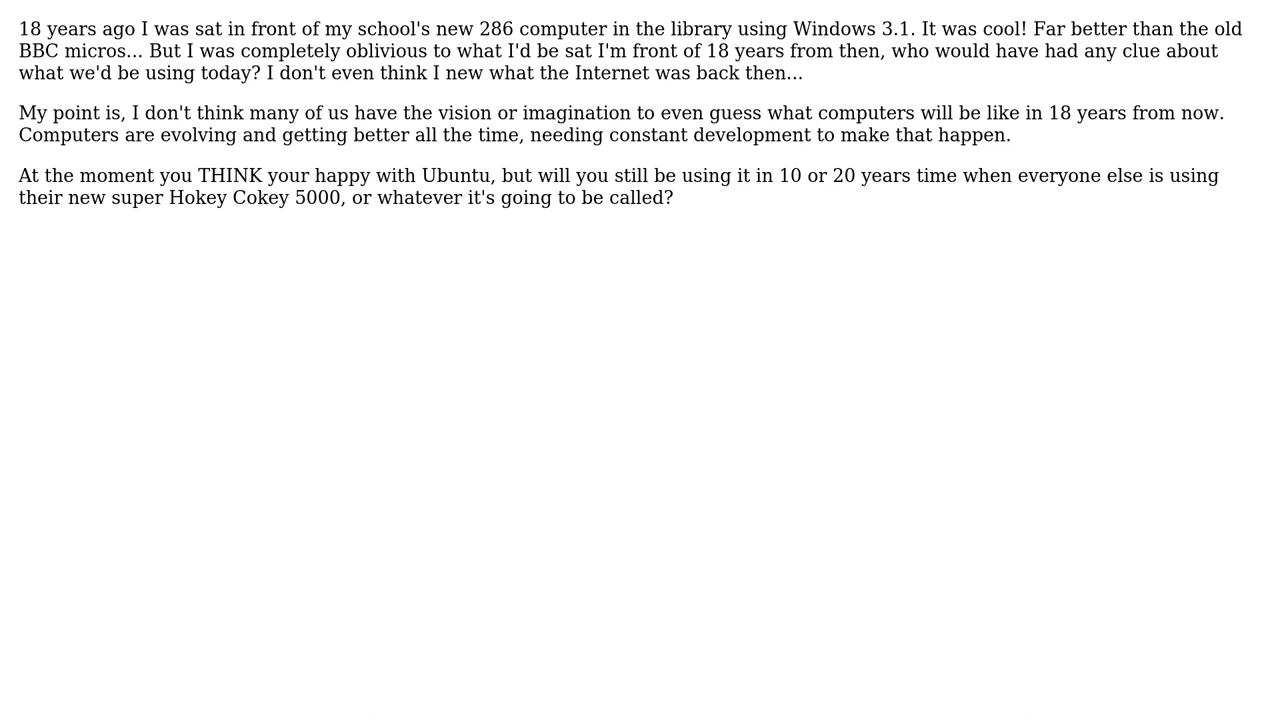 18 years ago I was sat in front of my school's new 286 computer in the library using Windows 3.1. It was cool! Far better than the old
BBC micros... But I was completely oblivious to what I'd be sat I'm front of 18 years from then, who would have had any clue about
what we'd be using today? I don't even think I new what the Internet was back then...
My point is, I don't think many of us have the vision or imagination to even guess what computers will be like in 18 years from now.
Computers are evolving and getting better all the time, needing constant development to make that happen.
At the moment you THINK your happy with Ubuntu, but will you still be using it in 10 or 20 years time when everyone else is using
their new super Hokey Cokey 5000, or whatever it's going to be called?